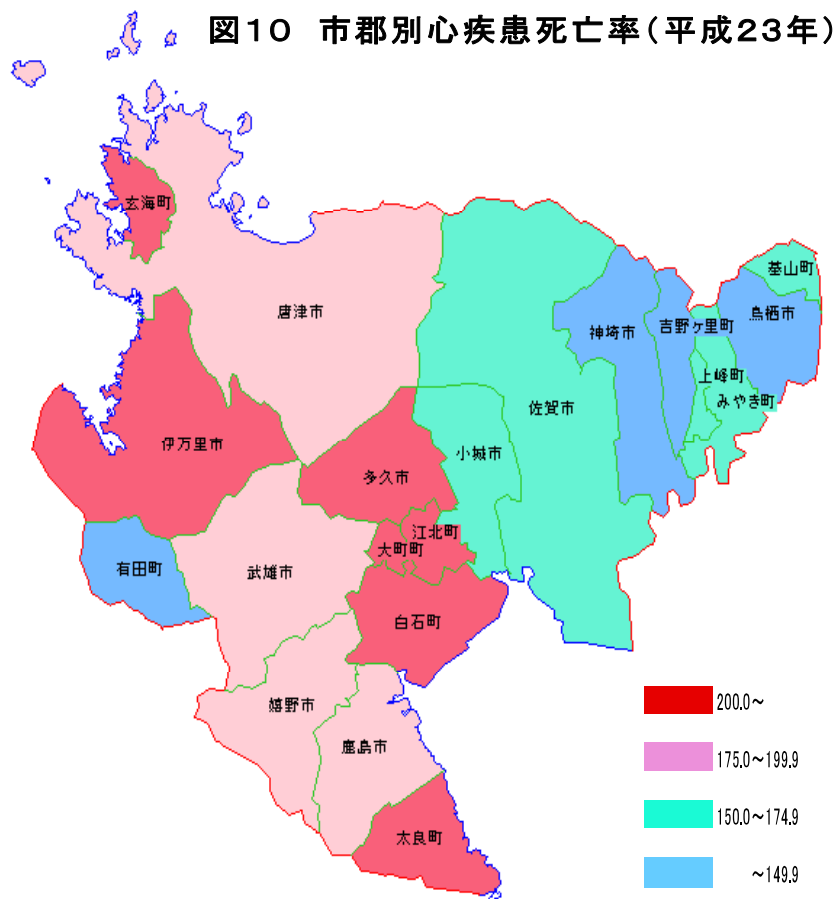 図10 市郡別心疾患死亡率(平成23年)
玄海町
基山町
唐津市
鳥栖市
吉野ヶ里町
神埼市
上峰町
みやき町
佐賀市
伊万里市
小城市
多久市
江北町
大町町
有田町
武雄市
白石町
嬉野市
鹿島市
太良町
200.0~
175.0~199.9
150.0~174.9
~149.9